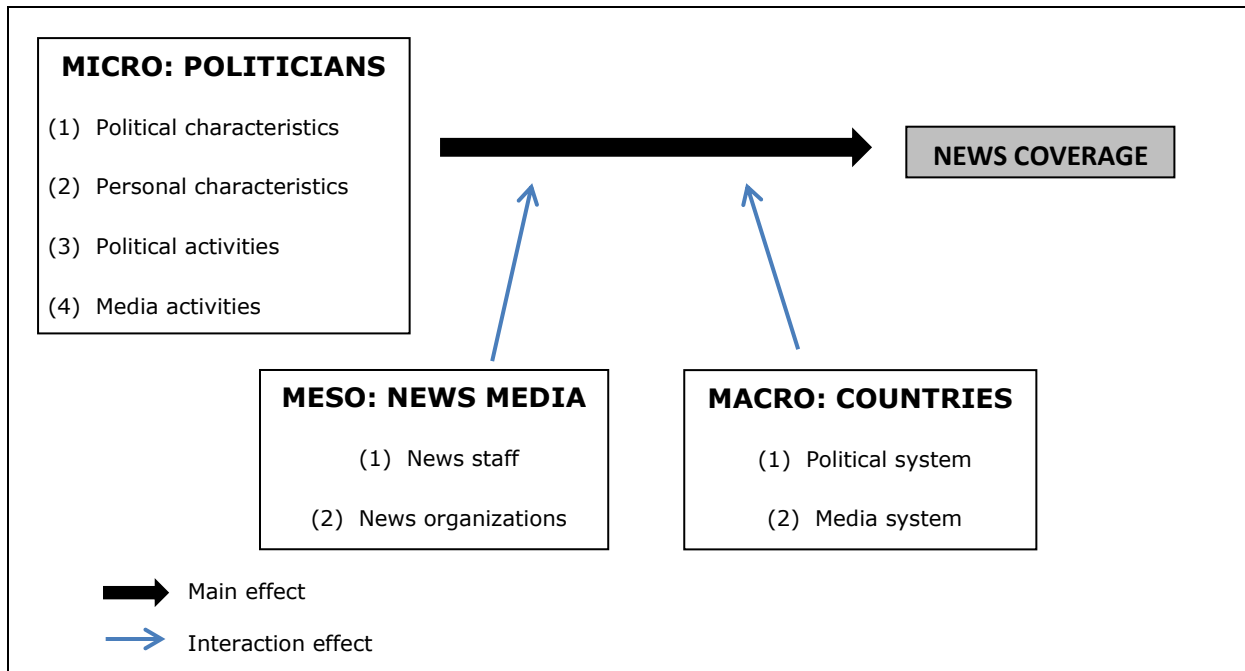 MICRO: POLITICIANS
(1) Political characteristics
(2) Personal characteristics
(3) Political activities
(4) Media activities
NEWS COVERAGE
MESO: NEWS MEDIA
(1) News staff
(2) News organizations
MACRO: COUNTRIES
(1) Political system
(2) Media system
Main effect
Interaction effect